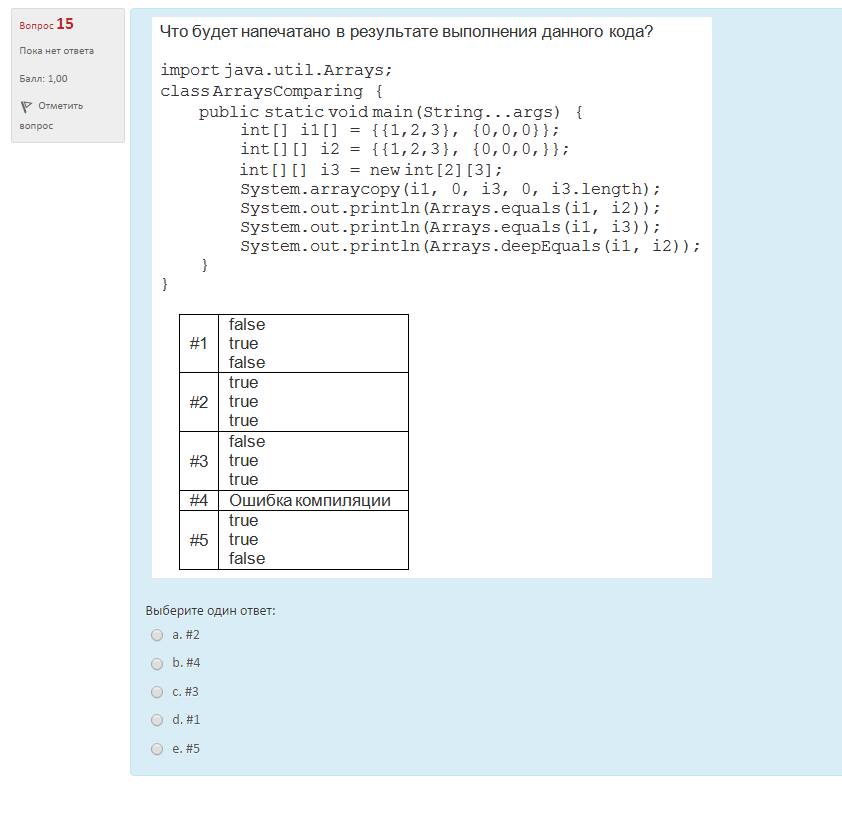 Вопрос 15
Пока нет ответа
Балл: 1,00
Отметить
вопрос
Что будет напечатано в результате выполнения данного кода?
import java.util.Arrays;
class ArraysComparing {
    public static void main(String...args) {
        int[] i1[] = {{1,2,3}, {0,0,0}};
        int[][] i2 = {{1,2,3}, {0,0,0,}};
        int[][] i3 = new int[2][3];
        System.arraycopy(i1, 0, i3, 0, i3.length);
        System.out.println(Arrays.equals(i1, i2));
        System.out.println(Arrays.equals(i1, i3));
        System.out.println(Arrays.deepEquals(i1, i2));
    }
}
false
#1 true
false
true
#2 true
true
false
#3 true
true
#4 Ошибка компиляции
true
#5 true
false
Выберите один ответ:
a. #2
b. #4
c. #3
d. #1
e. #5